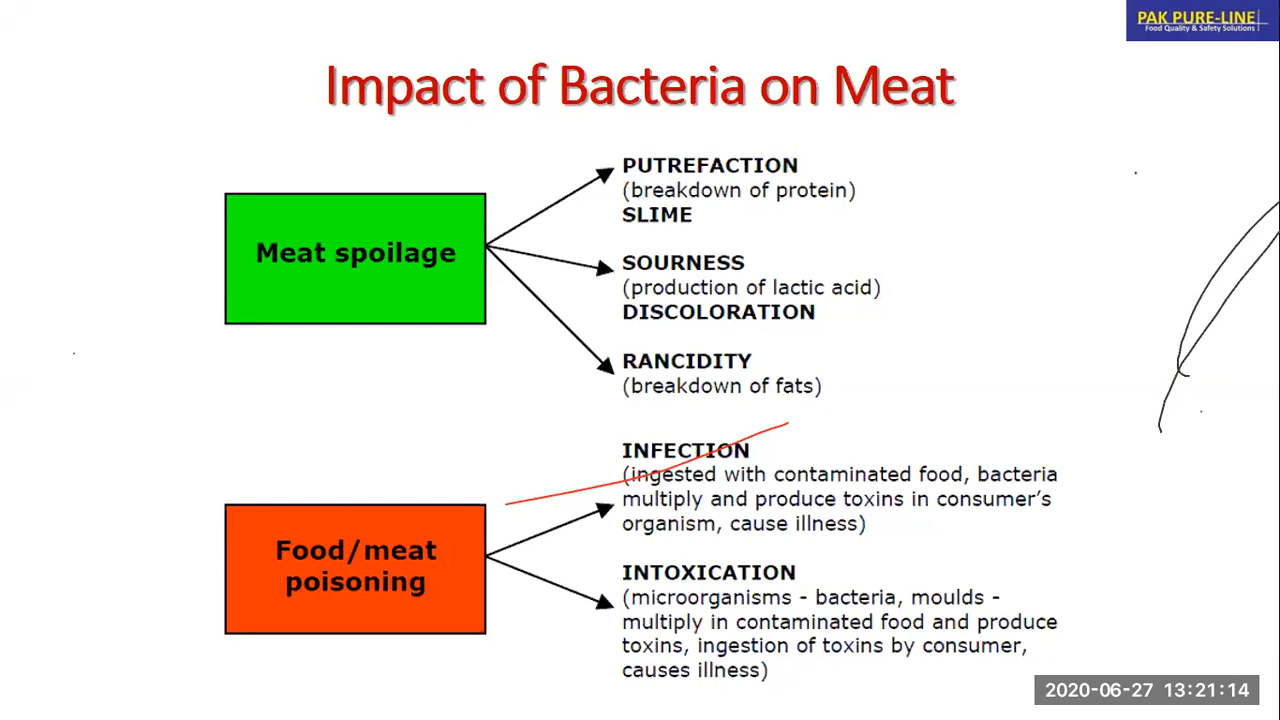 PAK PURE-LINE
Food Quality & Safety Solutions
Impact of Bacteria on Meat
Meat spoilage
PUTREFACTION
(breakdown of protein)
SLIME
SOURNESS
(production of lactic acid)
DISCOLORATION
RANCIDITY
(breakdown of fats)
Food/meat
poisoning
INFECTION
(ingested with contaminated food, bacteria
multiply and produce toxins in consumer's
organism, cause illness)
INTOXICATION
(microorganisms - bacteria, moulds -
multiply in contaminated food and produce
toxins, ingestion of toxins by consumer,
causes illness)
2020-06-27 13:21:14